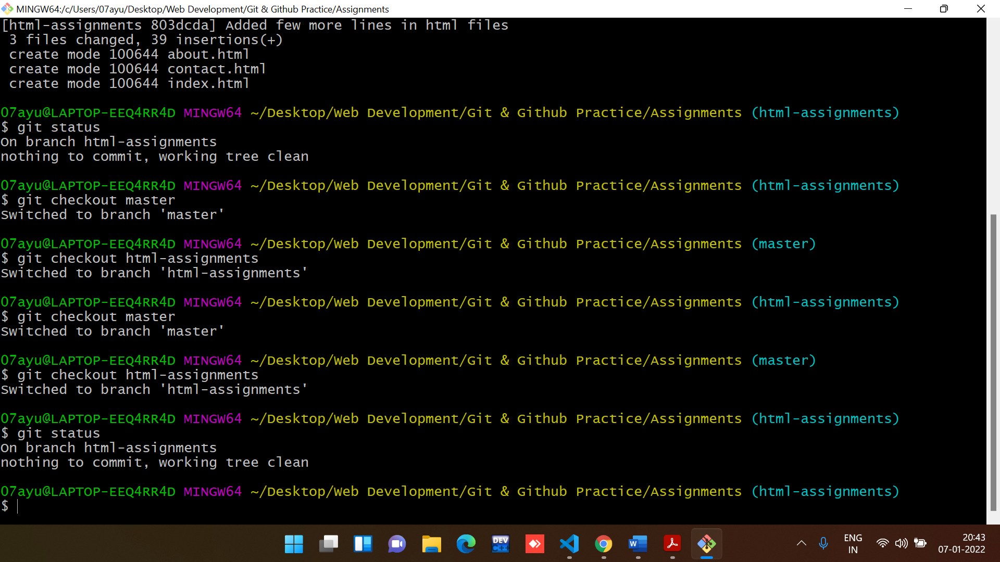 MINGW64:/c/Users/07ayu/Desktop/Web Development/Git & Github Practice/Assignments
[html-assignments 803dcda] Added few more lines in html files
 3 files changed, 39 insertions(+)
 create mode 100644 about.html
 create mode 100644 contact.html
 create mode 100644 index.html
07ayu@LAPTOP-EEQ4RR4D MINGW64 ~/Desktop/Web Development/Git & Github Practice/Assignments (html-assignments)
$ git status
On branch html-assignments
nothing to commit, working tree clean
07ayu@LAPTOP-EEQ4RR4D MINGW64 ~/Desktop/Web Development/Git & Github Practice/Assignments (html-assignments)
$ git checkout master
Switched to branch 'master'
07ayu@LAPTOP-EEQ4RR4D MINGW64 ~/Desktop/Web Development/Git & Github Practice/Assignments (master)
$ git checkout html-assignments
Switched to branch 'html-assignments'
07ayu@LAPTOP-EEQ4RR4D MINGW64 ~/Desktop/Web Development/Git & Github Practice/Assignments (html-assignments)
$ git checkout master
Switched to branch 'master'
07ayu@LAPTOP-EEQ4RR4D MINGW64 ~/Desktop/Web Development/Git & Github Practice/Assignments (master)
$ git checkout html-assignments
Switched to branch 'html-assignments'
07ayu@LAPTOP-EEQ4RR4D MINGW64 ~/Desktop/Web Development/Git & Github Practice/Assignments (html-assignments)
$ git status
On branch html-assignments
nothing to commit, working tree clean
07ayu@LAPTOP-EEQ4RR4D MINGW64 ~/Desktop/Web Development/Git & Github Practice/Assignments (html-assignments)
$
DEV
C++
W
ENG
IN
20:43
07-01-2022